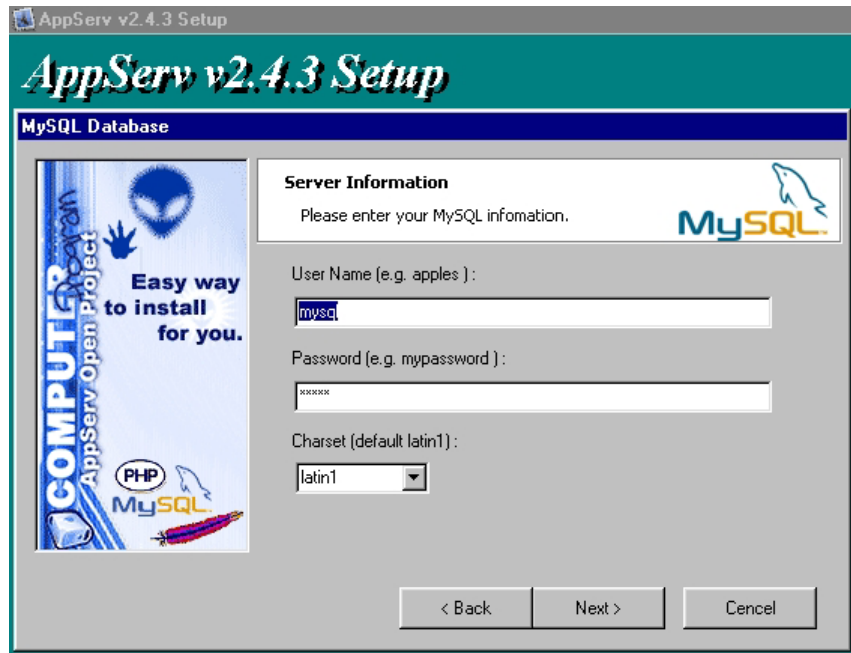 AppServ v2.4.3 Setup
AppServ v2.4.3 Setup
MySQL Database
COMPUTER
Program
AppServ Open Project
Easy way
to install
for you.
PHP
MySQL
Server Information
Please enter your MySQL infomation.
MySQL
User Name (e.g. apples ) :
mysql
Password (e.g. mypassword ) :
*****
Charset (default latin1) :
latin1
< Back
Next >
Cencel